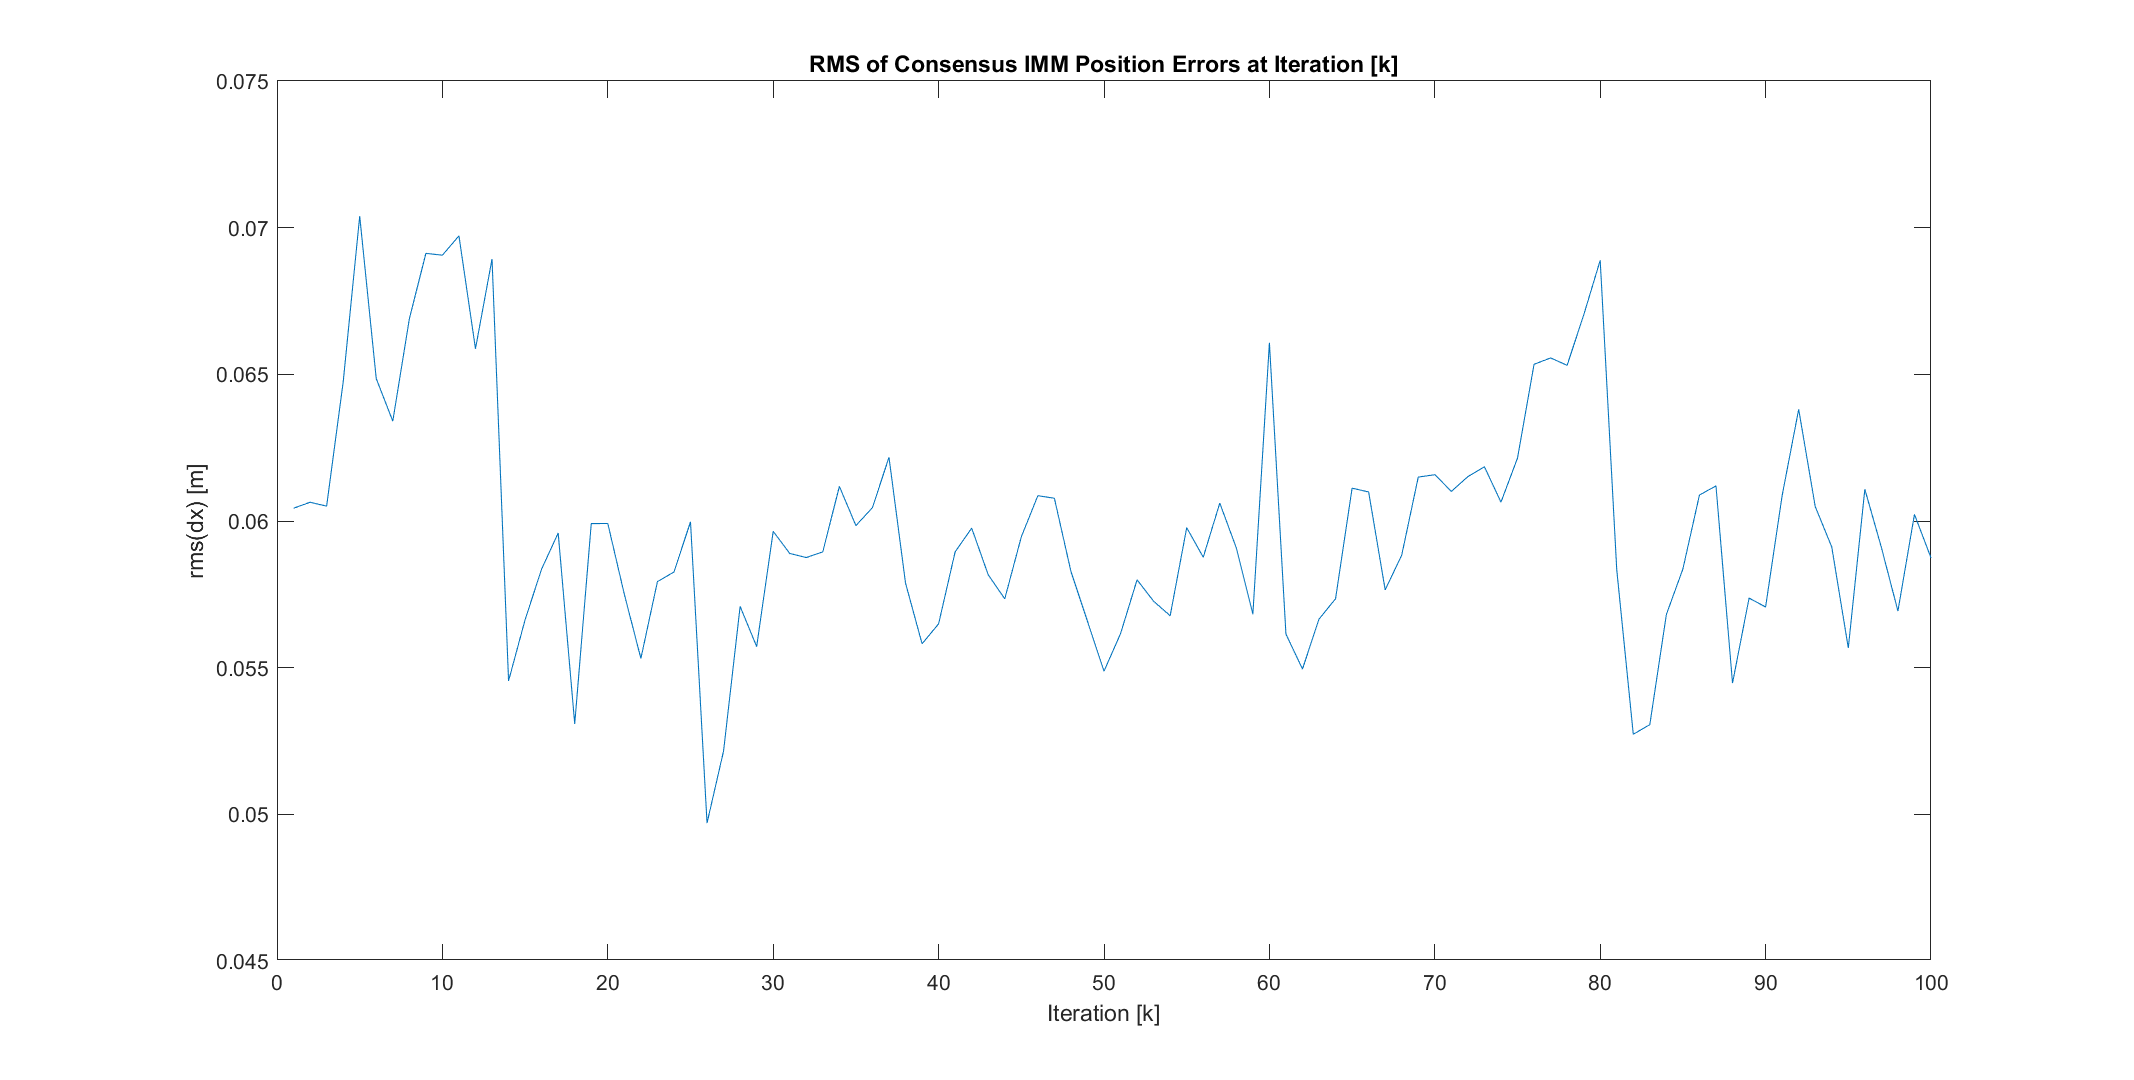 RMS of Consensus IMM Position Errors at Iteration [k]
0.075
0.07
0.065
0.06
0.055
0.05
0.045
rms(dx) [m]
0 10 20 30 40 50 60 70 80 90 100
Iteration [k]